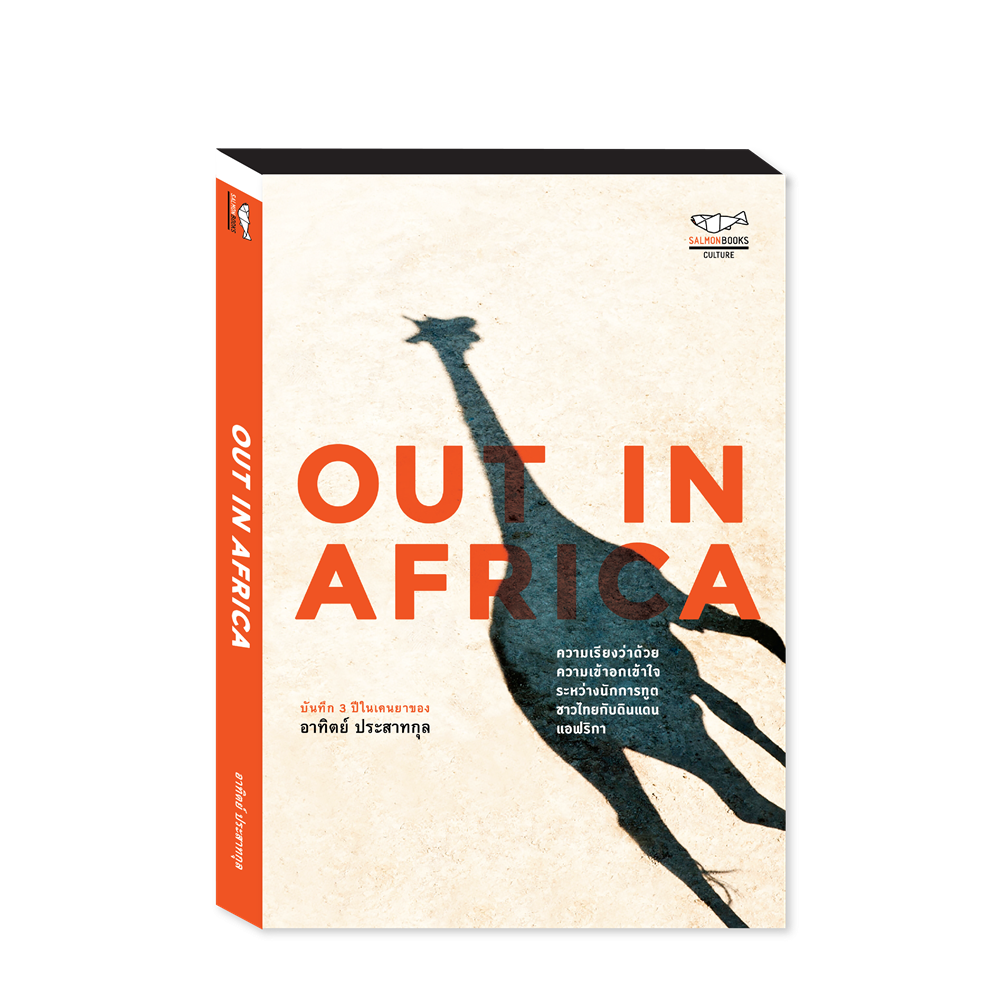 SALMONBOOKS
CULTURE
OUT IN
AFRICA
ความเรียงว่าด้วย
ความเข้าอกเข้าใจ
ระหว่างนักการทูต
ชาวไทยกับดินแดน
แอฟริกา
บันทึก 3 ปีในเคนยาของ
อาทิตย์ ประสาทกุล
SALMON BOOKS
OUT IN AFRICA
อาทิตย์ ประสาทกุล